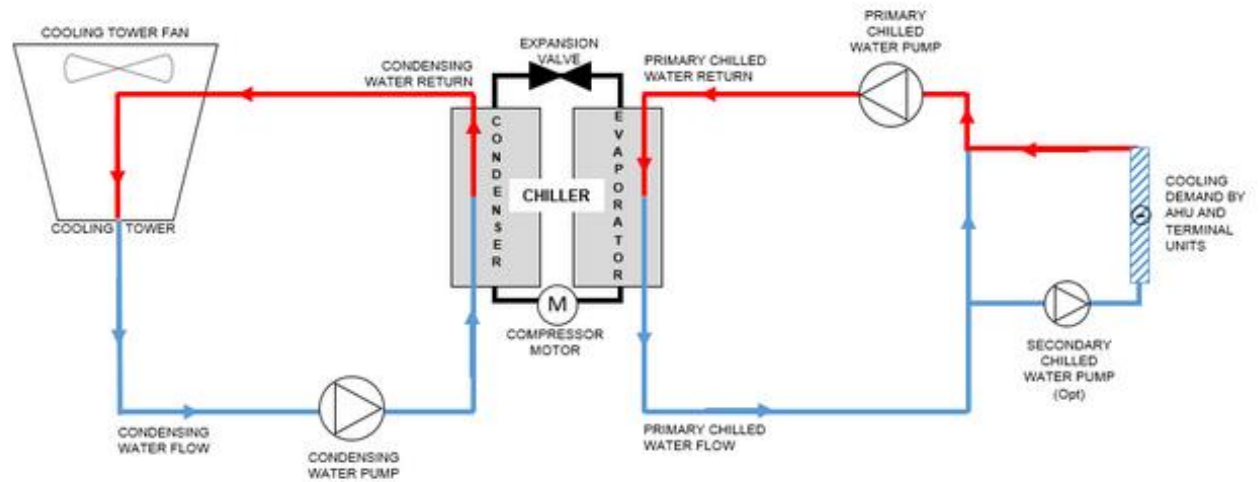 COOLING TOWER FAN
COOLING TOWER
CONDENSING
WATER FLOW
CONDENSING
WATER PUMP
CONDENSING
WATER RETURN
EXPANSION
VALVE
CONDENSER
CHILLER
EVAPORATOR
M
COMPRESSOR
MOTOR
PRIMARY CHILLED
WATER RETURN
PRIMARY
CHILLED
WATER PUMP
COOLING
DEMAND BY
AHU AND
TERMINAL
UNITS
SECONDARY
CHILLED
WATER PUMP
(Opt)
PRIMARY CHILLED
WATER FLOW